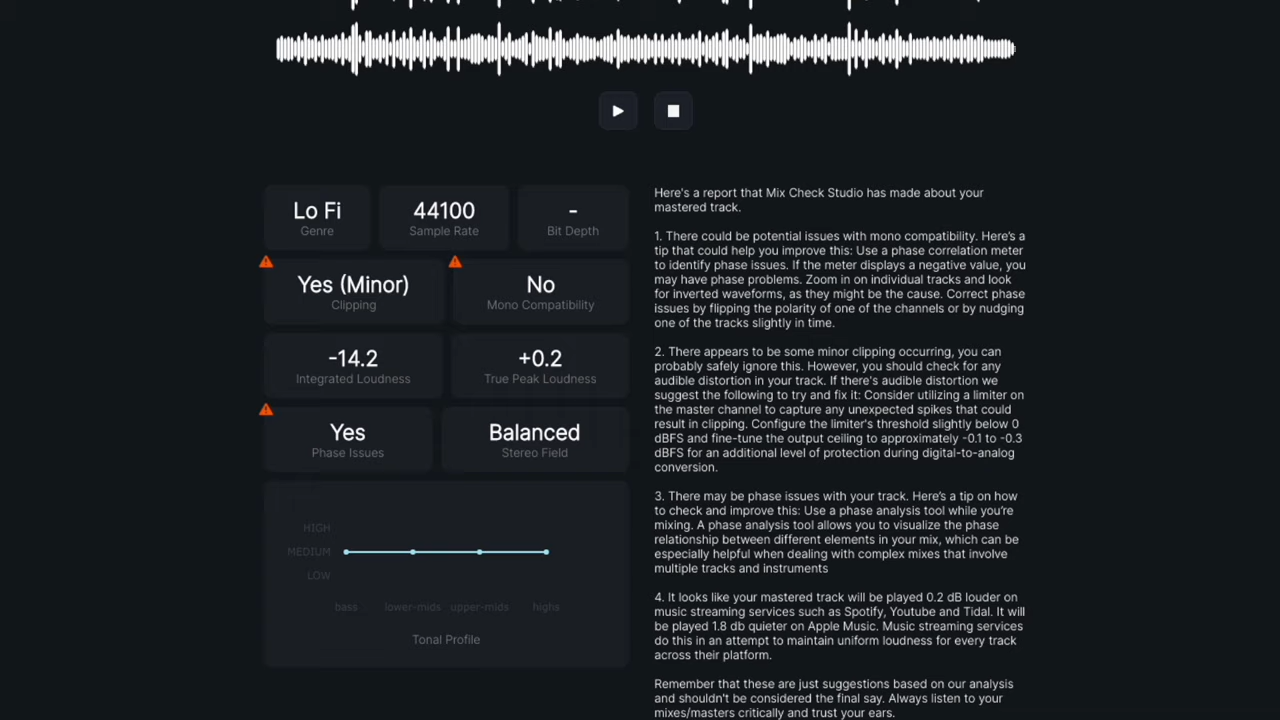 Lo Fi
Genre
44100
Sample Rate
-
Bit Depth
Yes (Minor)
Clipping
No
Mono Compatibility
-14.2
Integrated Loudness
+0.2
True Peak Loudness
Yes
Phase Issues
Balanced
Stereo Field
HIGH
MEDIUM
LOW
bass
lower-mids
upper-mids
highs
Tonal Profile
Here's a report that Mix Check Studio has made about your
mastered track.
1. There could be potential issues with mono compatibility. Here's a
tip that could help you improve this: Use a phase correlation meter
to identify phase issues. If the meter displays a negative value, you
may have phase problems. Zoom in on individual tracks and look
for inverted waveforms, as they might be the cause. Correct phase
issues by flipping the polarity of one of the channels or by nudging
one of the tracks slightly in time.
2. There appears to be some minor clipping occurring, you can
probably safely ignore this. However, you should check for any
audible distortion in your track. If there's audible distortion we
suggest the following to try and fix it: Consider utilizing a limiter on
the master channel to capture any unexpected spikes that could
result in clipping. Configure the limiter's threshold slightly below 0
dBFS and fine-tune the output ceiling to approximately -0.1 to -0.3
dBFS for an additional level of protection during digital-to-analog
conversion.
3. There may be phase issues with your track. Here's a tip on how
to check and improve this: Use a phase analysis tool while you're
mixing. A phase analysis tool allows you to visualize the phase
relationship between different elements in your mix, which can be
especially helpful when dealing with complex mixes that involve
multiple tracks and instruments
4. It looks like your mastered track will be played 0.2 dB louder on
music streaming services such as Spotify, Youtube and Tidal. It will
be played 1.8 db quieter on Apple Music. Music streaming services
do this in an attempt to maintain uniform loudness for every track
across their platform.
Remember that these are just suggestions based on our analysis
and shouldn't be considered the final say. Always listen to your
mixes/masters critically and trust your ears.